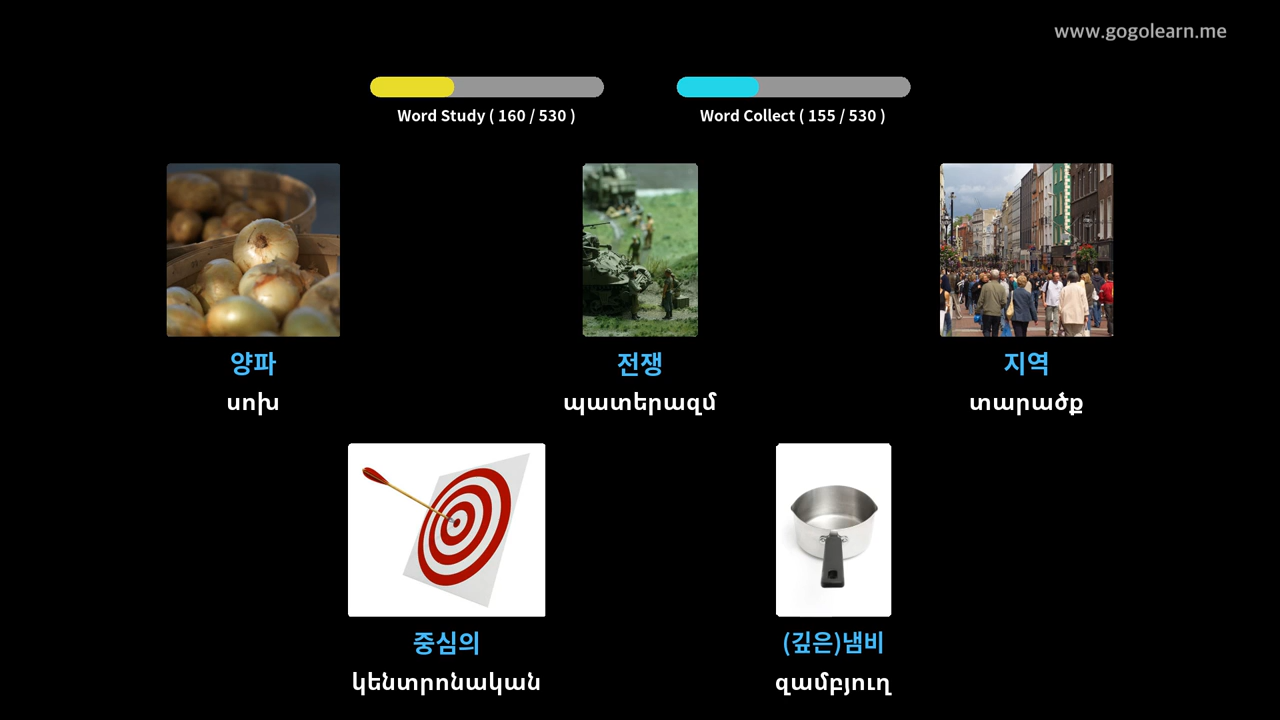 www.gogolearn.me
Word Study ( 160 / 530 )
Word Collect ( 155 / 530 )
양파
전쟁
지역
սոխ
պատերազմ
տարածք
중심의
(깊은)냄비
կենտրոնական
զամբյուղ